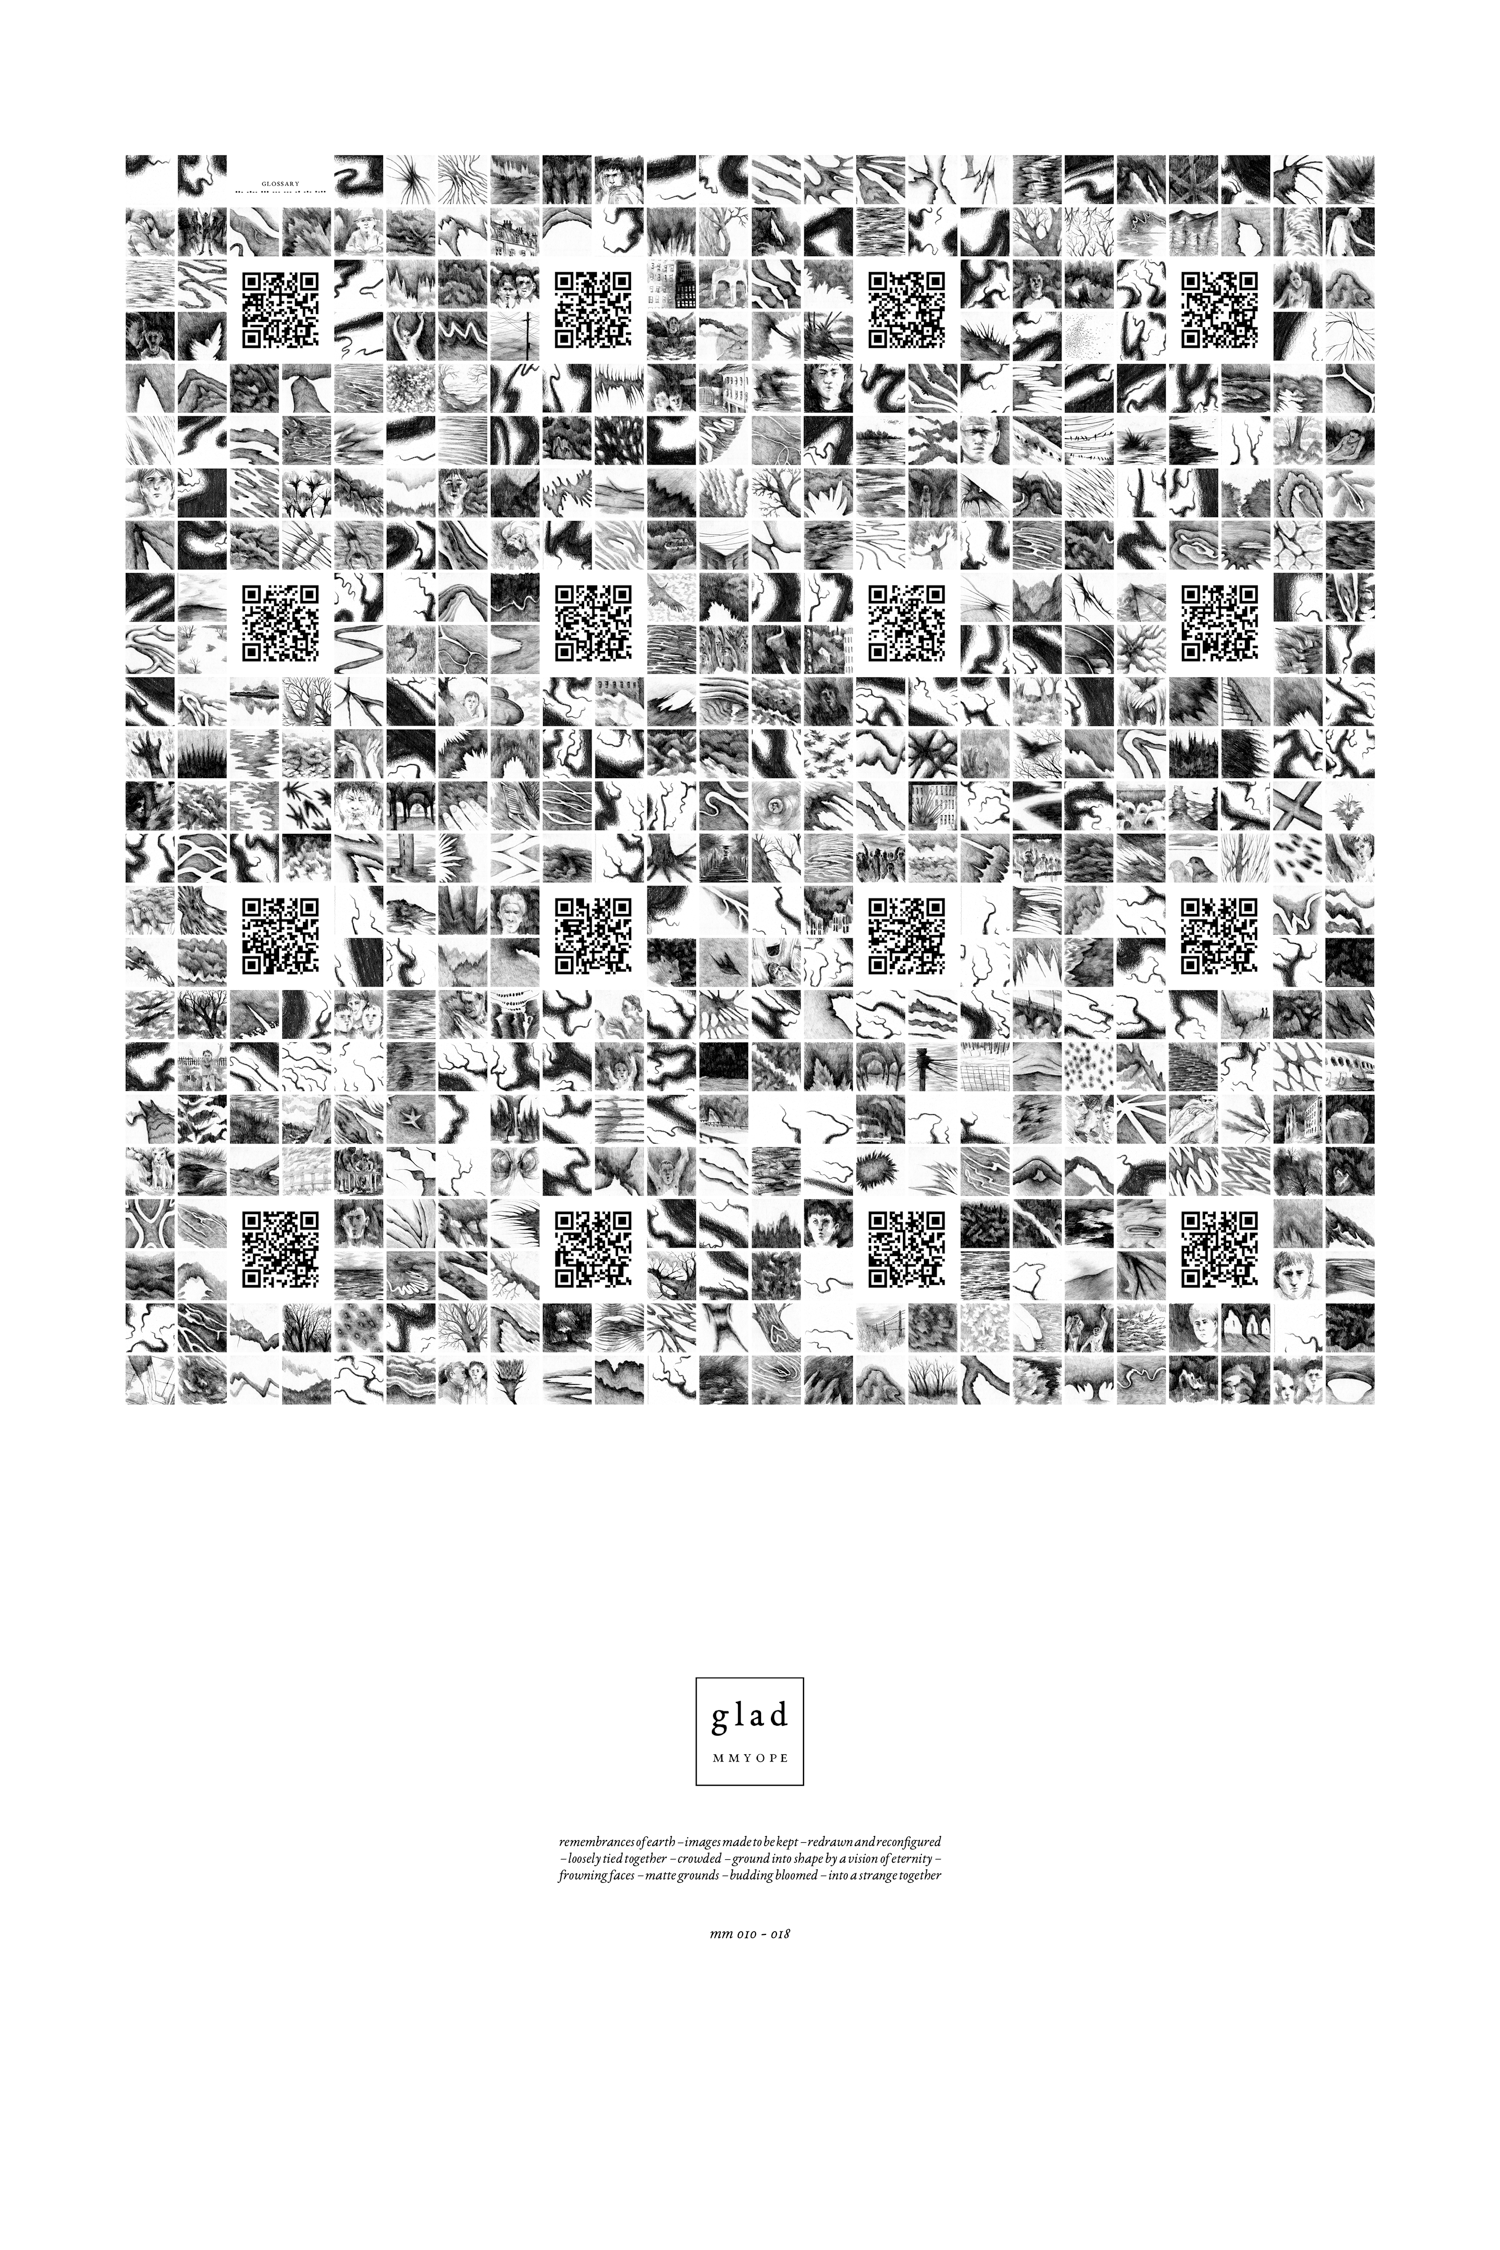 GLOSSARY
glad
MMYOPE
remembrances of earth – images made to be kept – redrawn and reconfigured
– loosely tied together – crowded – ground into shape by a vision of eternity –
frowning faces – matte grounds – budding bloomed – into a strange together
mm 010 - 018